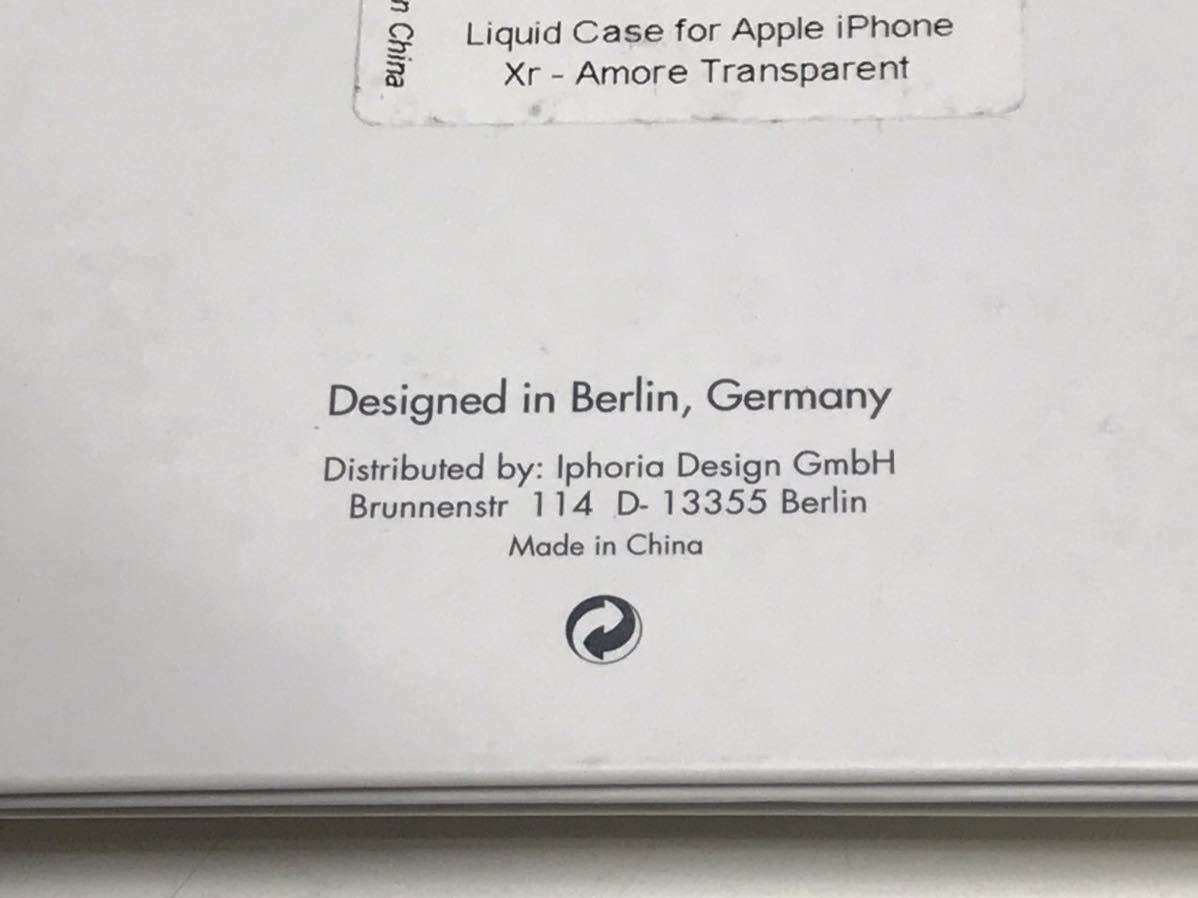 China
Liquid Case for Apple iPhone
Xr - Amore Transparent
Designed in Berlin, Germany
Distributed by: Iphoria Design GmbH
Brunnenstr 114 D- 13355 Berlin
Made in China